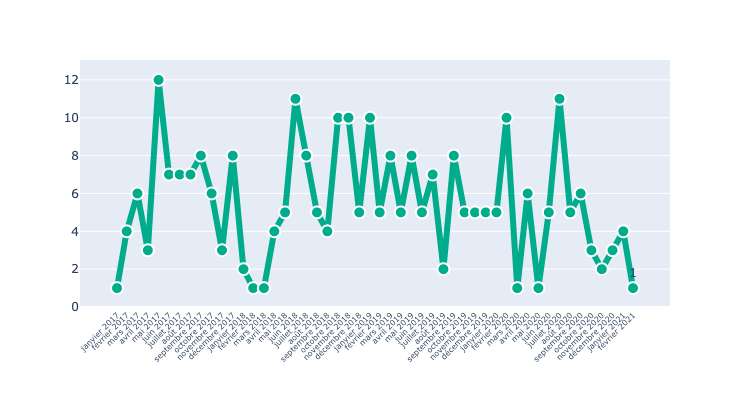 12
10
8
6
4
2
0
1
janvier 2017
février 2017
mars 2017
avril 2017
mai 2017
juin 2017
juillet 2017
août 2017
septembre 2017
octobre 2017
novembre 2017
décembre 2017
janvier 2018
février 2018
mars 2018
avril 2018
mai 2018
juin 2018
juillet 2018
août 2018
septembre 2018
octobre 2018
novembre 2018
décembre 2018
janvier 2019
février 2019
mars 2019
avril 2019
mai 2019
juin 2019
juillet 2019
août 2019
septembre 2019
octobre 2019
novembre 2019
décembre 2019
janvier 2020
février 2020
mars 2020
avril 2020
mai 2020
juin 2020
juillet 2020
août 2020
septembre 2020
octobre 2020
novembre 2020
décembre 2020
janvier 2021
février 2021